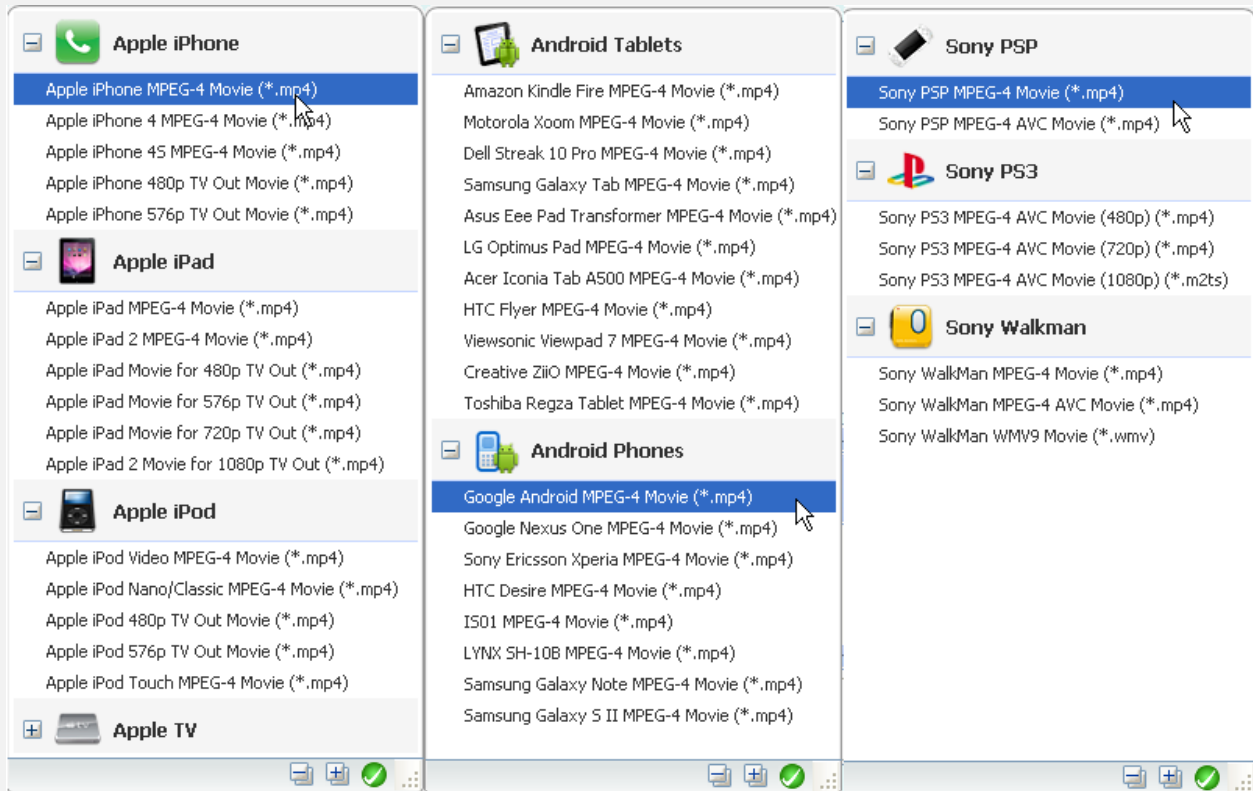 Apple iPhone
Apple iPhone MPEG-4 Movie (*.mp4)
Apple iPhone 4 MPEG-4 Movie (*.mp4)
Apple iPhone 4S MPEG-4 Movie (*.mp4)
Apple iPhone 480p TV Out Movie (*.mp4)
Apple iPhone 576p TV Out Movie (*.mp4)
Apple iPad
Apple iPad MPEG-4 Movie (*.mp4)
Apple iPad 2 MPEG-4 Movie (*.mp4)
Apple iPad Movie for 480p TV Out (*.mp4)
Apple iPad Movie for 576p TV Out (*.mp4)
Apple iPad Movie for 720p TV Out (*.mp4)
Apple iPad 2 Movie for 1080p TV Out (*.mp4)
Apple iPod
Apple iPod Video MPEG-4 Movie (*.mp4)
Apple iPod Nano/Classic MPEG-4 Movie (*.mp4)
Apple iPod 480p TV Out Movie (*.mp4)
Apple iPod 576p TV Out Movie (*.mp4)
Apple iPod Touch MPEG-4 Movie (*.mp4)
Apple TV
Android Tablets
Amazon Kindle Fire MPEG-4 Movie (*.mp4)
Motorola Xoom MPEG-4 Movie (*.mp4)
Dell Streak 10 Pro MPEG-4 Movie (*.mp4)
Samsung Galaxy Tab MPEG-4 Movie (*.mp4)
Asus Eee Pad Transformer MPEG-4 Movie (*.mp4)
LG Optimus Pad MPEG-4 Movie (*.mp4)
Acer Iconia Tab A500 MPEG-4 Movie (*.mp4)
HTC Flyer MPEG-4 Movie (*.mp4)
Viewsonic Viewpad 7 MPEG-4 Movie (*.mp4)
Creative ZiiO MPEG-4 Movie (*.mp4)
Toshiba Regza Tablet MPEG-4 Movie (*.mp4)
Android Phones
Google Android MPEG-4 Movie (*.mp4)
Google Nexus One MPEG-4 Movie (*.mp4)
Sony Ericsson Xperia MPEG-4 Movie (*.mp4)
HTC Desire MPEG-4 Movie (*.mp4)
IS01 MPEG-4 Movie (*.mp4)
LYNX SH-10B MPEG-4 Movie (*.mp4)
Samsung Galaxy Note MPEG-4 Movie (*.mp4)
Samsung Galaxy S II MPEG-4 Movie (*.mp4)
Sony PSP
Sony PSP MPEG-4 Movie (*.mp4)
Sony PSP MPEG-4 AVC Movie (*.mp4)
Sony PS3
Sony PS3 MPEG-4 AVC Movie (480p) (*.mp4)
Sony PS3 MPEG-4 AVC Movie (720p) (*.mp4)
Sony PS3 MPEG-4 AVC Movie (1080p) (*.m2ts)
Sony Walkman
Sony WalkMan MPEG-4 Movie (*.mp4)
Sony WalkMan MPEG-4 AVC Movie (*.mp4)
Sony WalkMan WMV9 Movie (*.wmv)